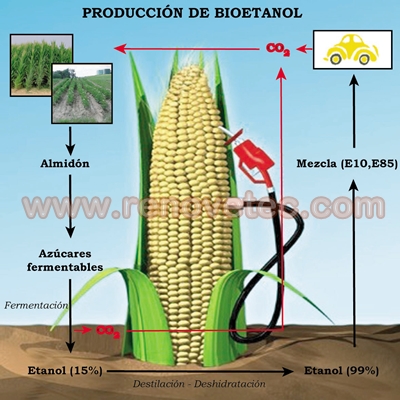 PRODUCCIÓN DE BIOETANOL
CO2
Almidón
Mezcla (E10,E85)
www.renovetec.com
Azúcares
fermentables
Fermentación
CO2
Etanol (15%)
Etanol (99%)
Destilación - Deshidratación